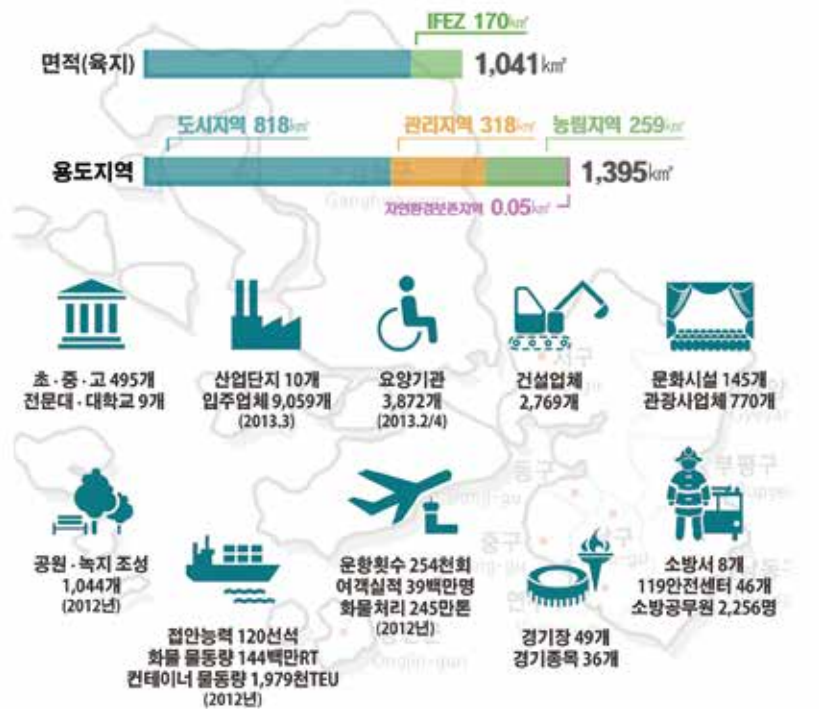 IFEZ 170㎢
면적(육지)
1,041㎢
도시지역 818㎢
관리지역 318㎢
농림지역 259㎢
용도지역
1,395㎢
자연환경보존지역 0.05㎢
초·중·고 495개
전문대·대학교 9개
산업단지 10개
입주업체 9,059개
(2013.3)
요양기관
3,872개
(2013.2/4)
건설업체
2,769개
문화시설 145개
관광사업체 770개
서구
동구
부평구
중구
공원·녹지 조성
1,044개
(2012년)
접안능력 120선석
화물 물동량 144백만RT
컨테이너 물동량 1,979천TEU
(2012년)
운항횟수 254천회
여객실적 39백만명
화물처리 245만톤
(2012년)
경기장 49개
경기종목 36개
소방서 8개
119안전센터 46개
소방공무원 2,256명
Ongjin-gun